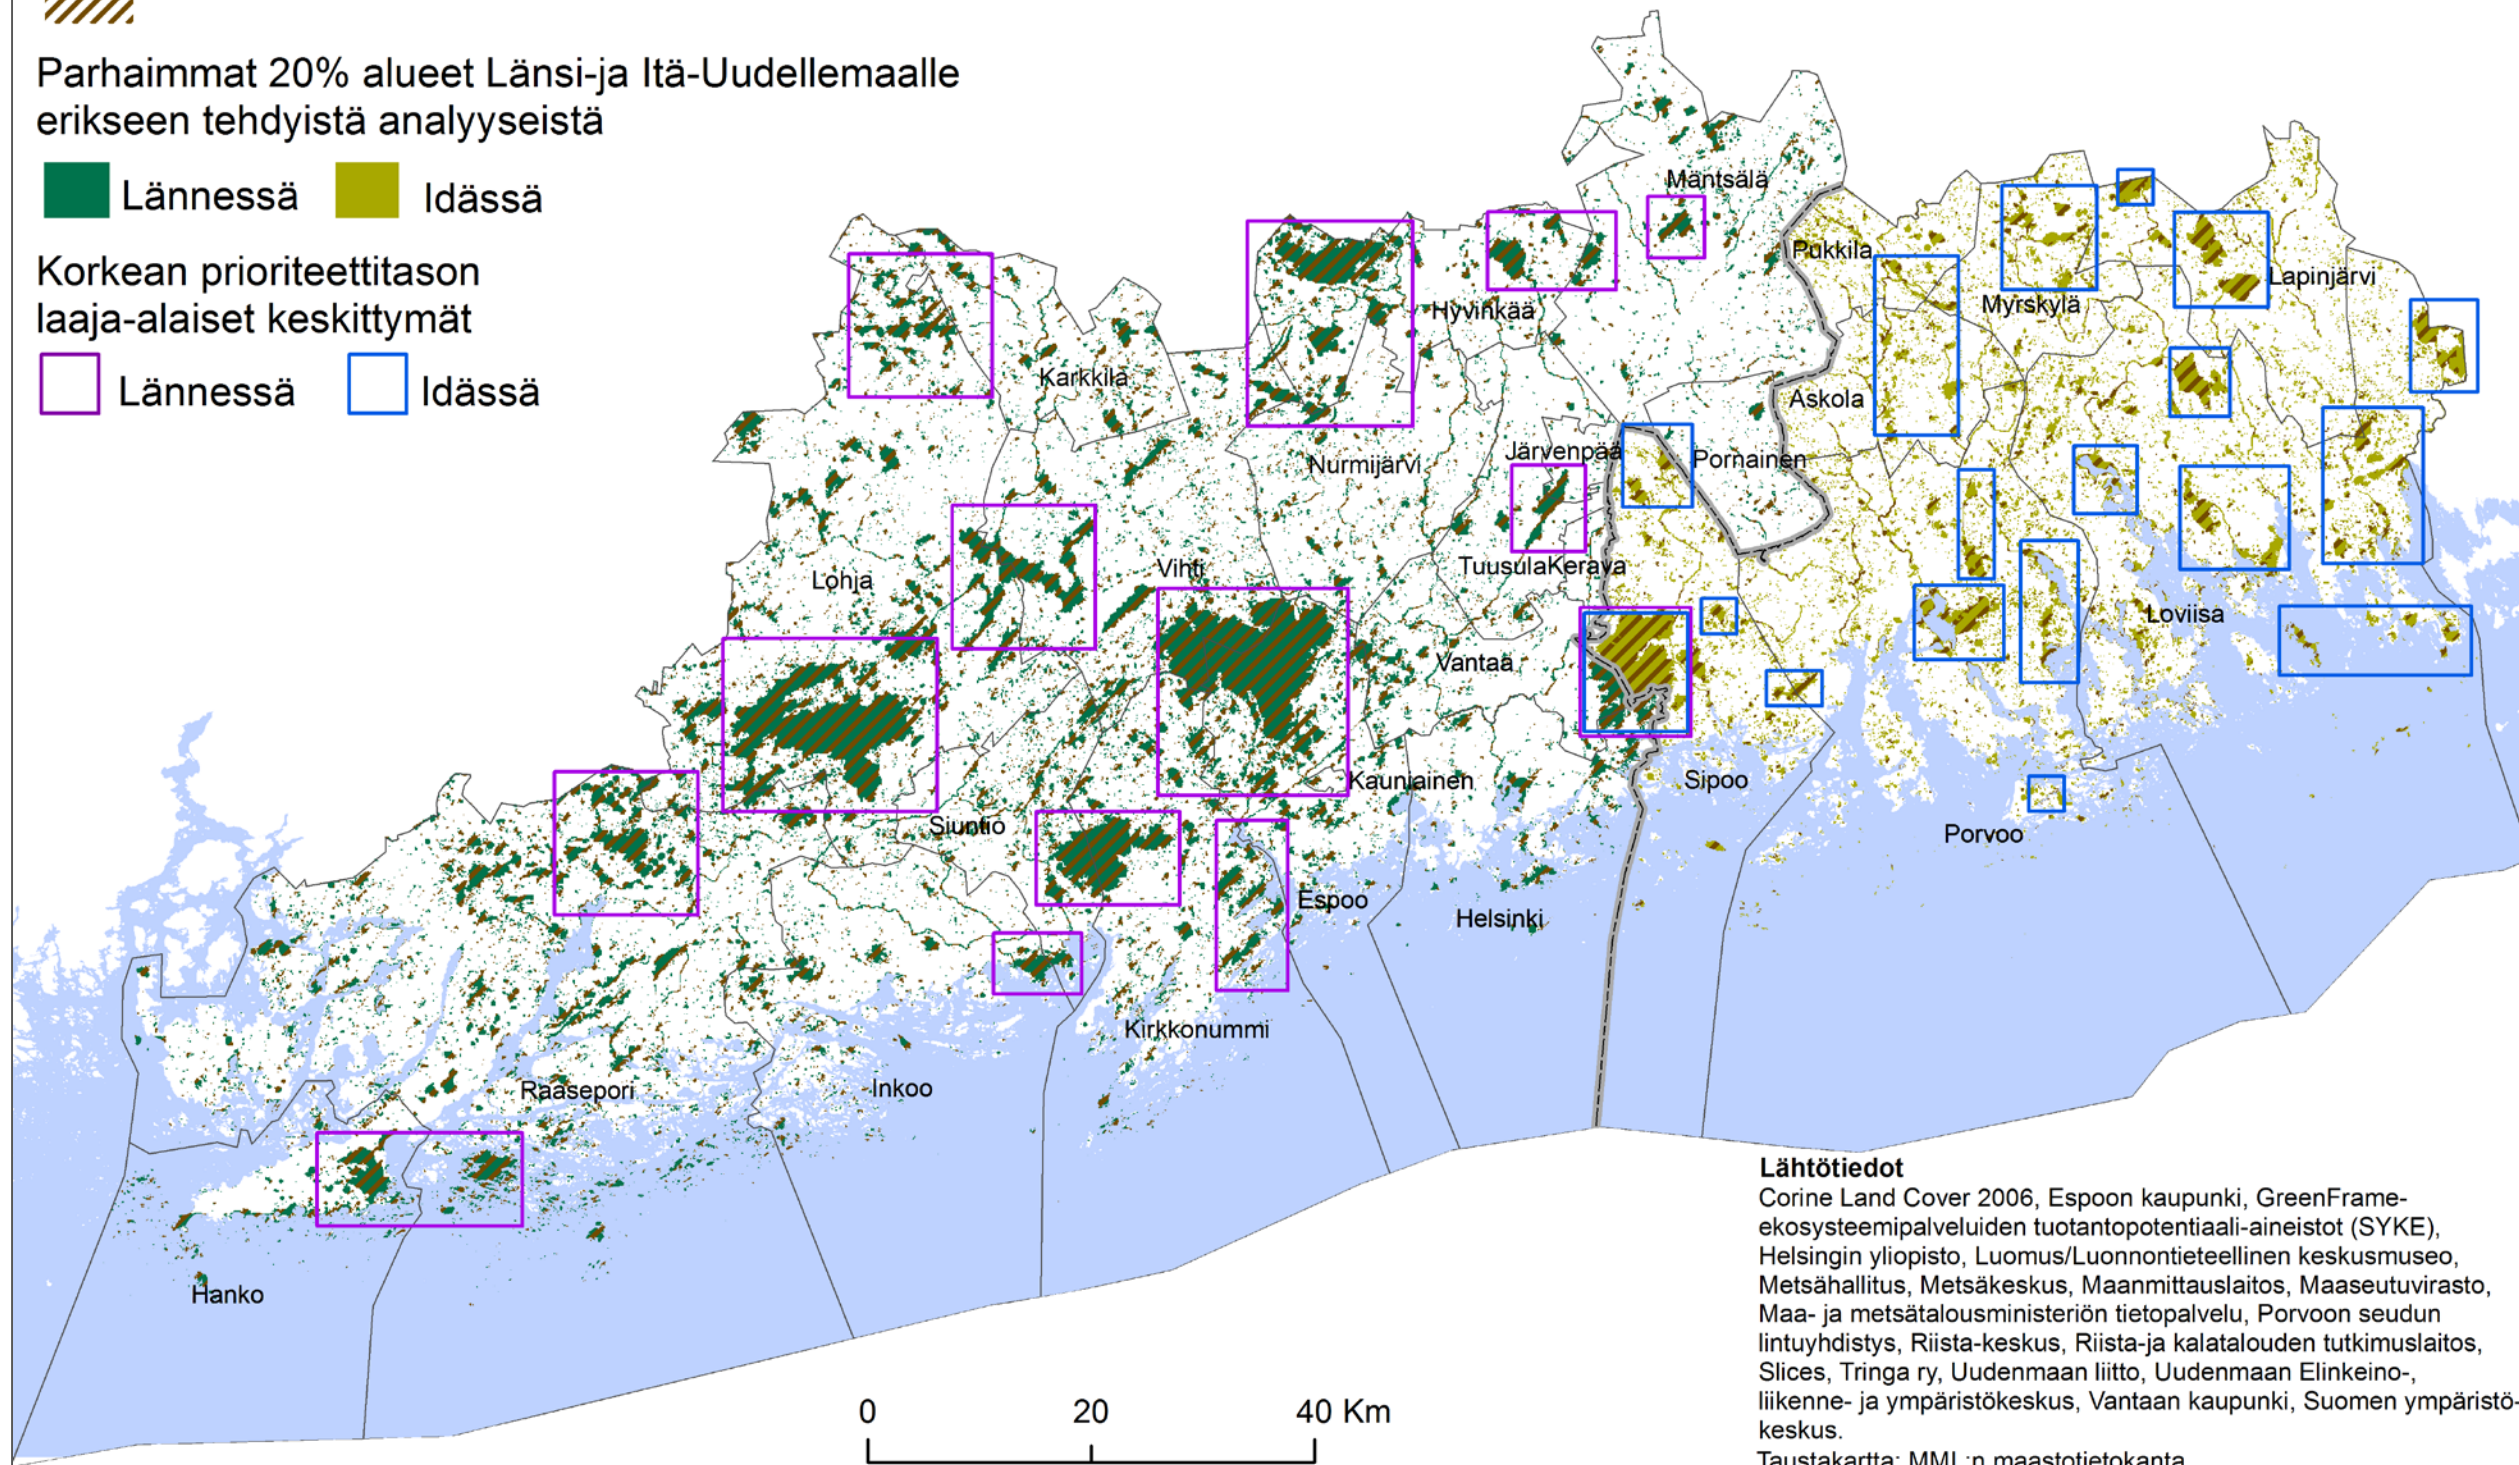 Parhaimmat 20% alueet Länsi-ja Itä-Uudellemaalle
erikseen tehdyistä analyyseistä
Lännessä Idässä
Korkean prioriteettitason
laaja-alaiset keskittymät
Lännessä Idässä
Mäntsälä
Pukkila
Lapinjärvi
Myrskylä
Hyvinkää
Karkkila
Askola
Järvenpää
Pornainen
Nurmijärvi
Vihti
TuusulaKerava
Lohja
Loviisa
Vantaa
Kauniainen
Sipoo
Siuntio
Porvoo
Espoo
Helsinki
Kirkkonummi
Raasepori
Inkoo
Hanko
0 20 40 Km
Lähtötiedot
Corine Land Cover 2006, Espoon kaupunki, GreenFrame-
ekosysteemipalveluiden tuotantopotentiaali-aineistot (SYKE),
Helsingin yliopisto, Luomus/Luonnontieteellinen keskusmuseo,
Metsähallitus, Metsäkeskus, Maanmittauslaitos, Maaseutuvirasto,
Maa- ja metsätalousministeriön tietopalvelu, Porvoon seudun
lintuyhdistys, Riista-keskus, Riista-ja kalatalouden tutkimuslaitos,
Slices, Tringa ry, Uudenmaan liitto, Uudenmaan Elinkeino-,
liikenne- ja ympäristökeskus, Vantaan kaupunki, Suomen ympäristö-
keskus.
Taustakartta: MML:n maastotietokanta